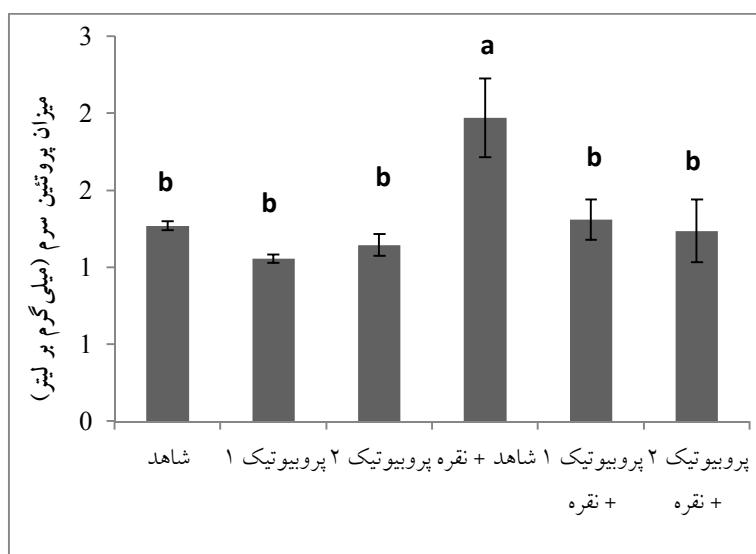 میزان پروتئین سرم (میلی‌گرم بر لیتر)
3
2
2
1
1
0
b
b
b
a
b
b
شاهد
پروبیوتیک ۱
پروبیوتیک ۲
شاهد + نقره
پروبیوتیک ۱
+ نقره
پروبیوتیک ۲
+ نقره